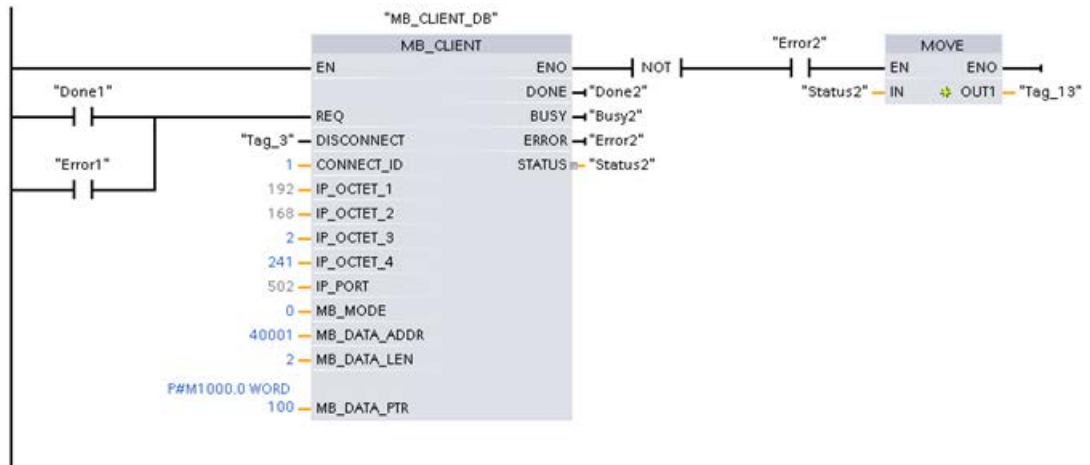 "MB_CLIENT_DB"
MB_CLIENT
"Error2"
MOVE
EN ENO NOT EN ENO
"Done1" DONE "Done2" "Status2" IN OUT1 "Tag_13"
REQ BUSY "Busy2"
"Tag_3" DISCONNECT ERROR "Error2"
"Error1" 1 CONNECT_ID STATUS "Status2"
192 IP_OCTET_1
168 IP_OCTET_2
2 IP_OCTET_3
241 IP_OCTET_4
502 IP_PORT
0 MB_MODE
40001 MB_DATA_ADDR
2 MB_DATA_LEN
P#M1000.0 WORD
100 MB_DATA_PTR